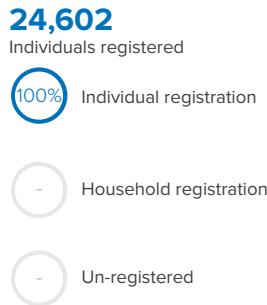 24,602
Individuals registered
100% Individual registration
- Household registration
- Un-registered